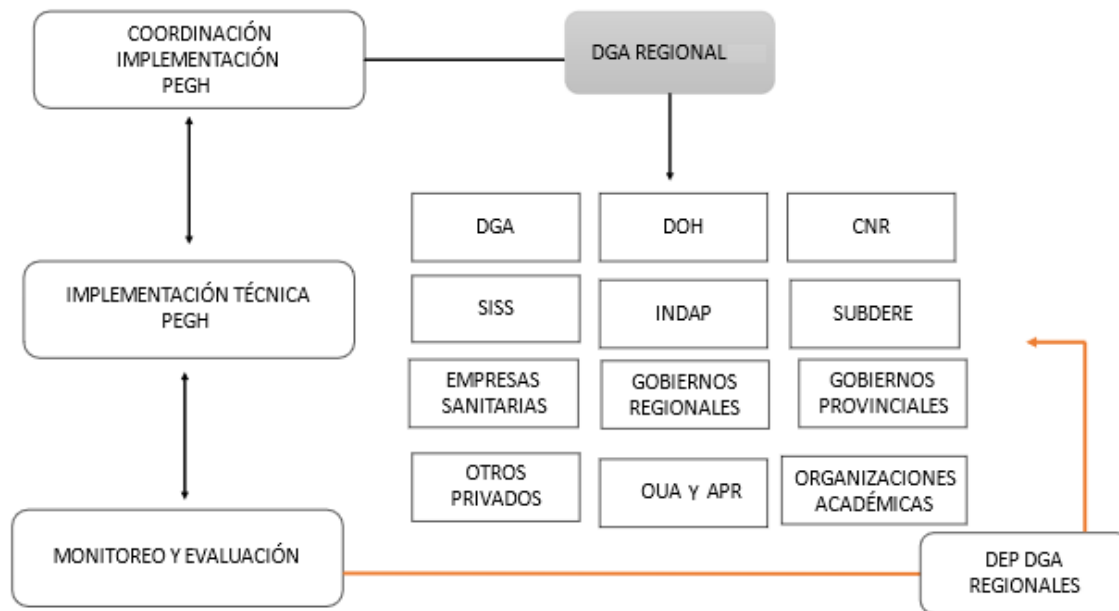 COORDINACIÓN
IMPLEMENTACIÓN
PEGH
DGA REGIONAL
DGA
DOH
CNR
IMPLEMENTACIÓN TÉCNICA
PEGH
SISS
INDAP
SUBDERE
EMPRESAS
SANITARIAS
GOBIERNOS
REGIONALES
GOBIERNOS
PROVINCIALES
OTROS
PRIVADOS
OUA Y APR
ORGANIZACIONES
ACADÉMICAS
MONITOREO Y EVALUACIÓN
DEP DGA
REGIONALES